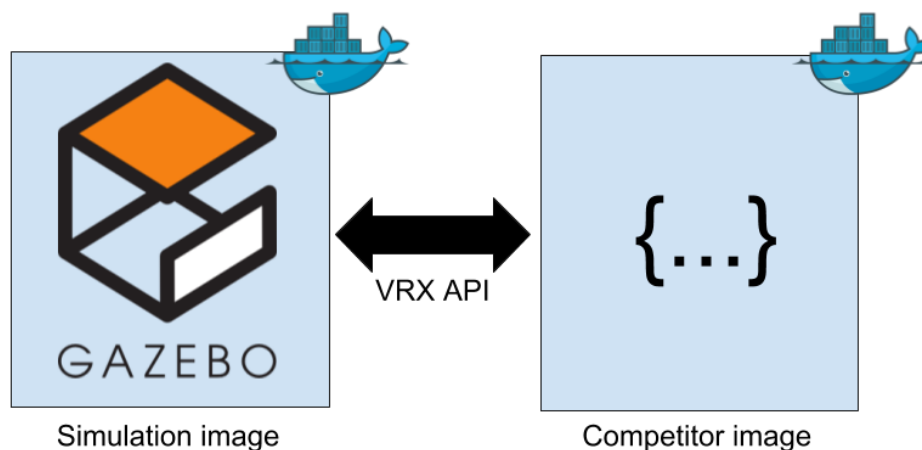 {...}
VRX API
GAZEBO
Simulation image
Competitor image